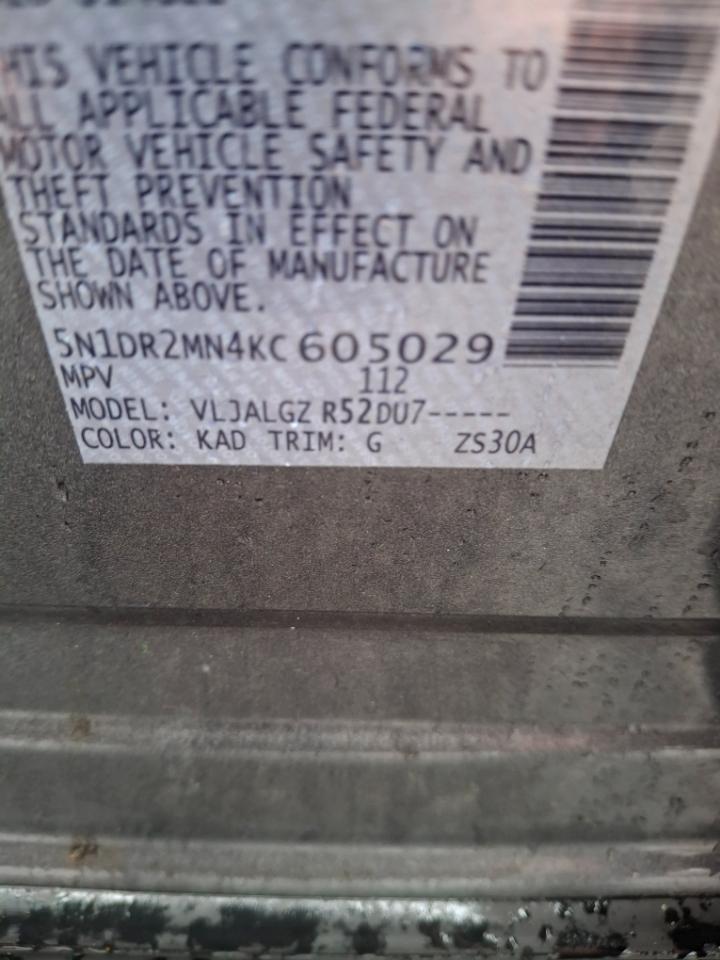 THIS VEHICLE CONFORMS TO
ALL APPLICABLE FEDERAL
MOTOR VEHICLE SAFETY AND
THEFT PREVENTION
STANDARDS IN EFFECT ON
THE DATE OF MANUFACTURE
SHOWN ABOVE.
5N1DR2MN4KC605029
MPV 112
MODEL: VLJALGZ R52DU7-----
COLOR: KAD TRIM: G ZS30A